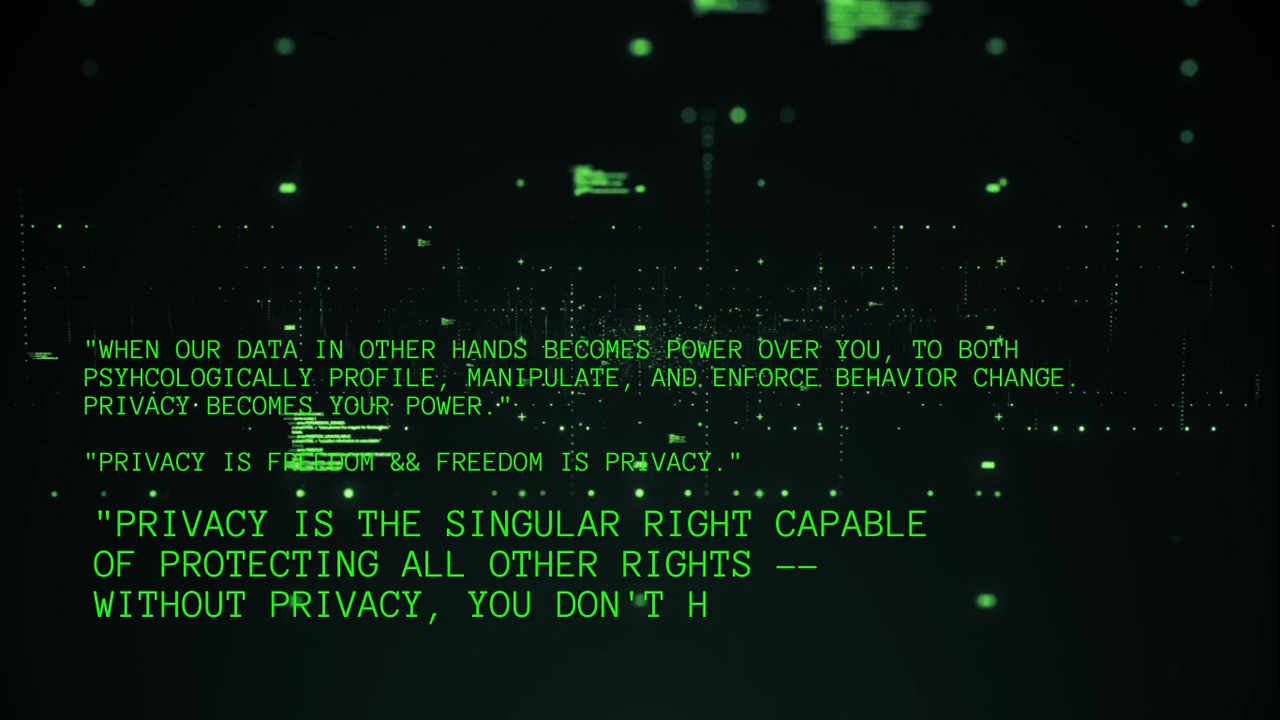 "WHEN OUR DATA IN OTHER HANDS BECOMES POWER OVER YOU, TO BOTH
PSYHCOLOGICALLY PROFILE, MANIPULATE, AND ENFORCE BEHAVIOR CHANGE.
PRIVACY BECOMES YOUR POWER."
"PRIVACY IS FREEDOM && FREEDOM IS PRIVACY."
"PRIVACY IS THE SINGULAR RIGHT CAPABLE
OF PROTECTING ALL OTHER RIGHTS --
WITHOUT PRIVACY, YOU DON'T H